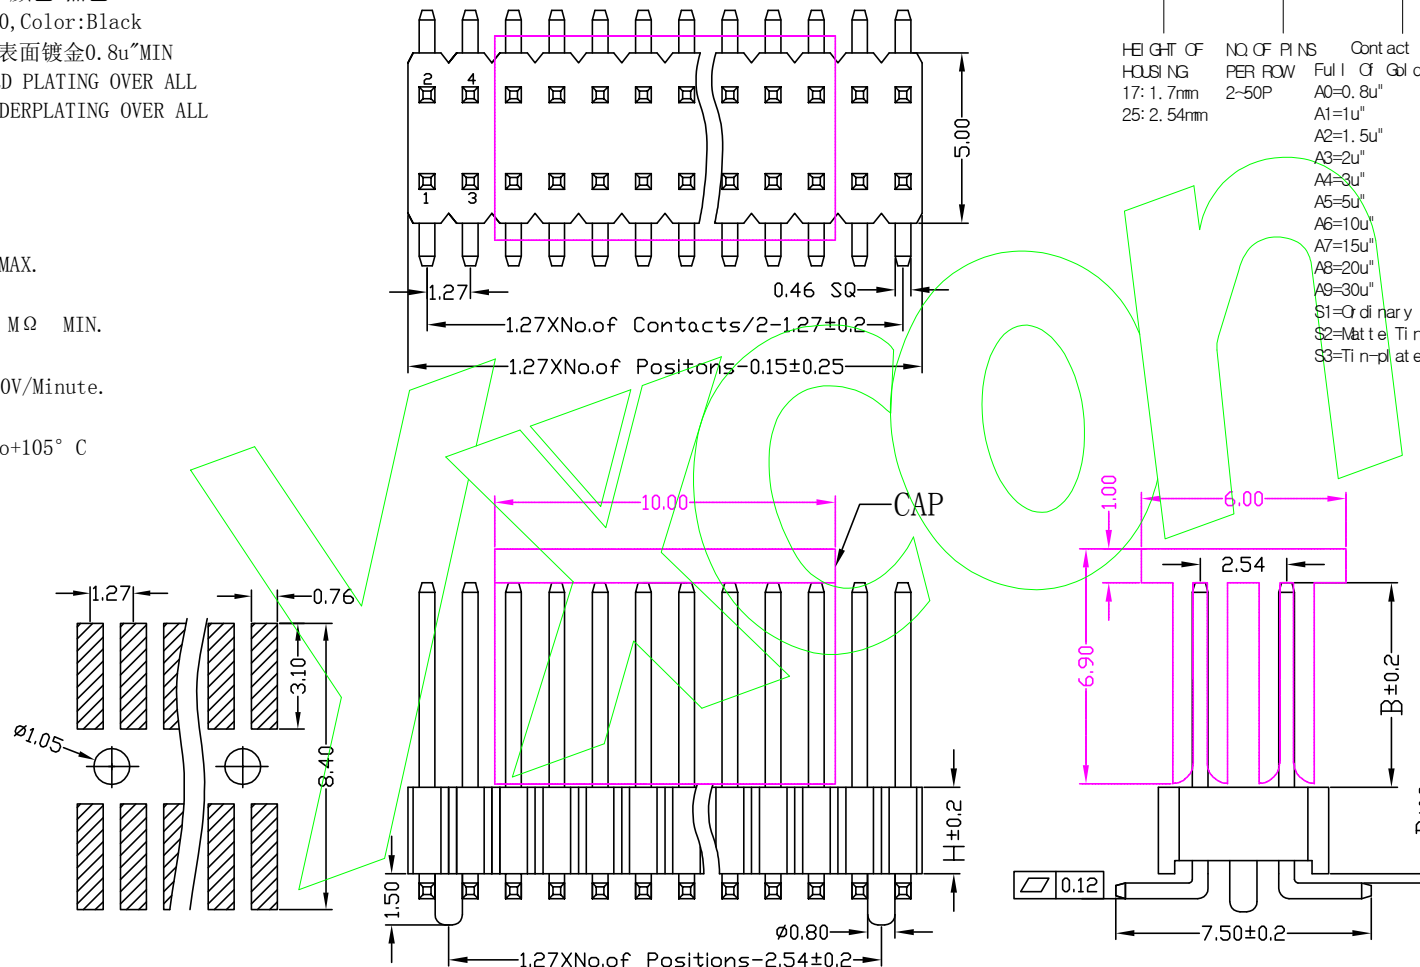 0,Color:Black
表面镀金0.8u"MIN
D PLATING OVER ALL
DERPLATING OVER ALL
MAX.
MΩ MIN.
0V/Minute.
o+105° C
2 4
1 3
5.00
1.27
0.46 SQ
1.27XNo.of Contacts/2-1.27±0.2
1.27XNo.of Positons-0.15±0.25
HEIGHT OF
HOUSING
17:1.7mm
25:2.54mm
NO.OF PINS
PER ROW
2~50P
Contact
Full Of Gold
A0=0.8u"
A1=1u"
A2=1.5u"
A3=2u"
A4=3u"
A5=5u"
A6=10u"
A7=15u"
A8=20u"
A9=30u"
S1=Ordinary
S2=Matte Tin
S3=Tin-plate
10.00
CAP
1.00
6.00
2.54
6.90
B±0.2
1.27
0.76
3.10
8.40
ø1.05
H±0.2
1.50
ø0.80
1.27XNo.of Positions-2.54±0.2
0.12
7.50±0.2